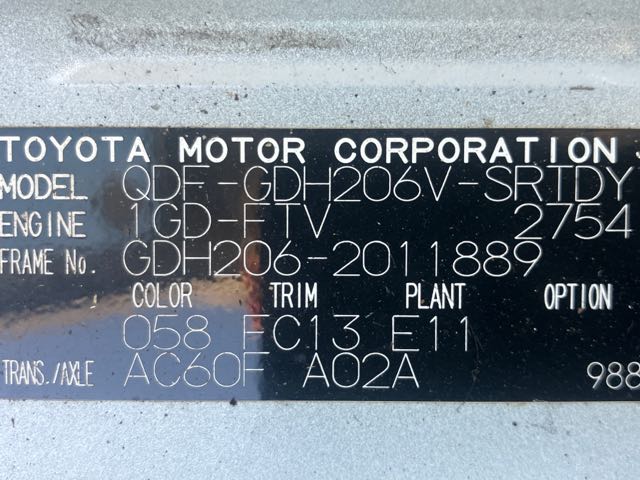 TOYOTA MOTOR CORPORATION J
MODEL QDF-GDH206V-SRTDY
ENGINE 1GD-FTV 2754
FRAME No. GDH206-2011889
COLOR TRIM PLANT OPTION
058 FC13 E11
TRANS./AXLE AC60F A02A 988